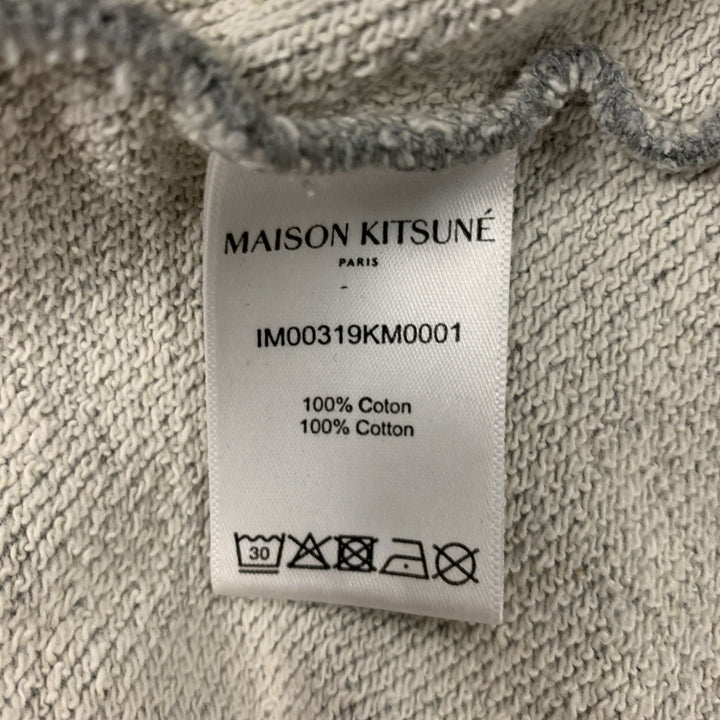 MAISON KITSUNÉ
PARIS
IM00319KM0001
100% Coton
100% Cotton
30